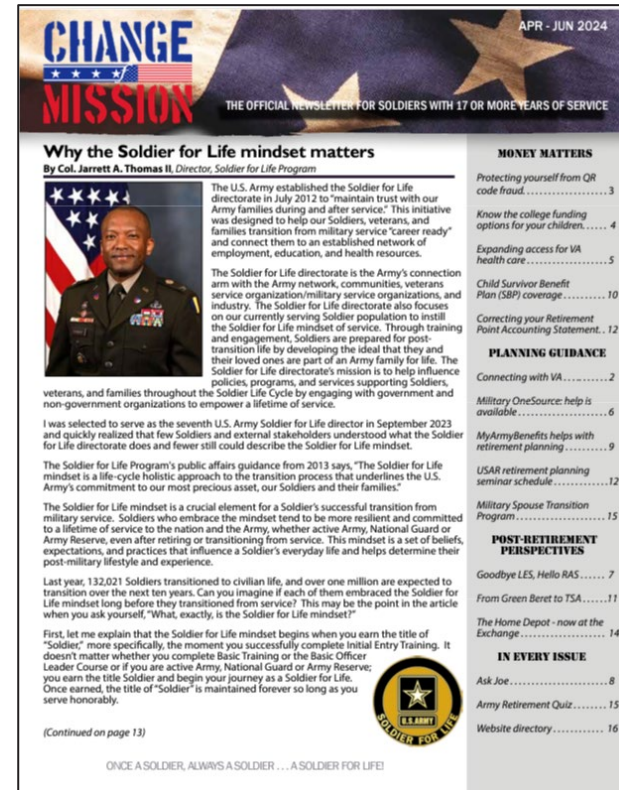 CHANGE
of
MISSION
APR - JUN 2024
THE OFFICIAL NEWSLETTER FOR SOLDIERS WITH 17 OR MORE YEARS OF SERVICE
Why the Soldier for Life mindset matters
By Col. Jarrett A. Thomas II, Director, Soldier for Life Program
The U.S. Army established the Soldier for Life
directorate in July 2012 to "maintain trust with our
Army families during and after service." This initiative
was designed to help our Soldiers, veterans, and
families transition from military service "career ready"
and connect them to an established network of
employment, education, and health resources.
The Soldier for Life directorate is the Army's connection
arm with the Army network, communities, veterans
service organization/military service organizations, and
industry. The Soldier for Life directorate also focuses
on our currently serving Soldier population to instill
the Soldier for Life mindset of service. Through training
and engagement, Soldiers are prepared for post-
transition life by developing the ideal that they and
their loved ones are part of an Army family for life. The
Soldier for Life directorate's mission is to help influence
policies, programs, and services supporting Soldiers,
veterans, and families throughout the Soldier Life Cycle by engaging with government and
non-government organizations to empower a lifetime of service.
I was selected to serve as the seventh U.S. Army Soldier for Life director in September 2023
and quickly realized that few Soldiers and external stakeholders understood what the Soldier
for Life directorate does and fewer still could describe the Soldier for Life mindset.
The Soldier for Life Program's public affairs guidance from 2013 says, "The Soldier for Life
mindset is a life-cycle holistic approach to the transition process that underlines the U.S.
Army's commitment to our most precious asset, our Soldiers and their families."
The Soldier for Life mindset is a crucial element for a Soldier's successful transition from
military service. Soldiers who embrace the mindset tend to be more resilient and committed
to a lifetime of service to the nation and the Army, whether active Army, National Guard or
Army Reserve, even after retiring or transitioning from service. This mindset is a set of beliefs,
expectations, and practices that influence a Soldier's everyday life and helps determine their
post-military lifestyle and experience.
Last year, 132,021 Soldiers transitioned to civilian life, and over one million are expected to
transition over the next ten years. Can you imagine if each of them embraced the Soldier for
Life mindset long before they transitioned from service? This may be the point in the article
when you ask yourself, "What, exactly, is the Soldier for Life mindset?"
First, let me explain that the Soldier for Life mindset begins when you earn the title of
"Soldier," more specifically, the moment you successfully complete Initial Entry Training. It
doesn't matter whether you complete Basic Training or the Basic Officer
Leader Course or if you are active Army, National Guard or Army Reserve;
you earn the title Soldier and begin your journey as a Soldier for Life.
Once earned, the title of "Soldier" is maintained forever so long as you
serve honorably.
(Continued on page 13)
U.S. ARMY
SOLDIER FOR LIFE
ONCE A SOLDIER, ALWAYS A SOLDIER . . . A SOLDIER FOR LIFE!
MONEY MATTERS
Protecting yourself from QR
code fraud. . . . . . . . . . . . . . . . . 3
Know the college funding
options for your children. . . . . . 4
Expanding access for VA
health care . . . . . . . . . . . . . . . . 5
Child Survivor Benefit
Plan (SBP) coverage . . . . . . . . . 10
Correcting your Retirement
Point Accounting Statement. . 12
PLANNING GUIDANCE
Connecting with VA . . . . . . . . . 2
Military OneSource: help is
available . . . . . . . . . . . . . . . . . . 6
MyArmyBenefits helps with
retirement planning . . . . . . . . . 9
USAR retirement planning
seminar schedule . . . . . . . . . . . .12
Military Spouse Transition
Program . . . . . . . . . . . . . . . . . . 15
POST-RETIREMENT
PERSPECTIVES
Goodbye LES, Hello RAS . . . . . . 7
From Green Beret to TSA . . . .11
The Home Depot - now at the
Exchange . . . . . . . . . . . . . . . . . . 14
IN EVERY ISSUE
Ask Joe . . . . . . . . . . . . . . . . . . . . 8
Army Retirement Quiz . . . . . . . 15
Website directory . . . . . . . . . . . 16